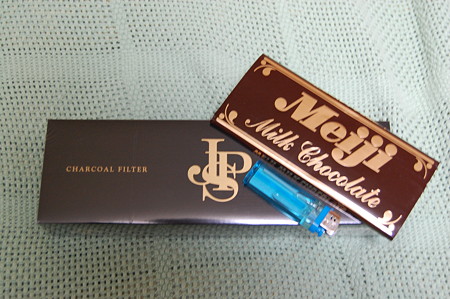 CHARCOAL FILTER
JPS
Meiji
Milk Chocolate